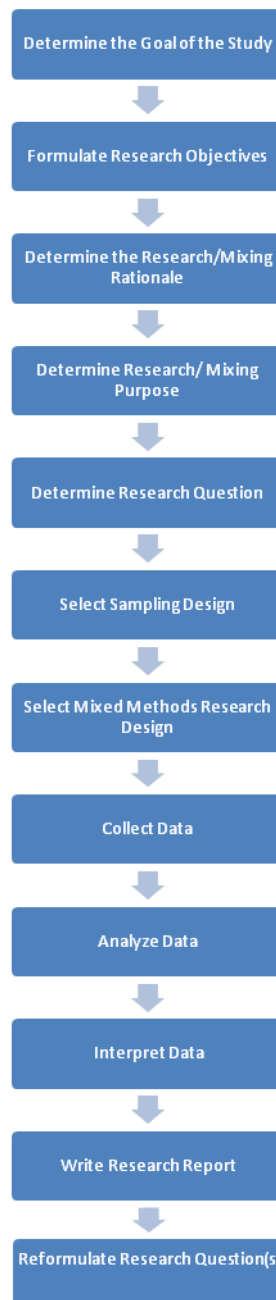 Determine the Goal of the Study
Formulate Research Objectives
Determine the Research/Mixing
Rationale
Determine Research/ Mixing
Purpose
Determine Research Question
Select Sampling Design
Select Mixed Methods Research
Design
Collect Data
Analyze Data
Interpret Data
Write Research Report
Reformulate Research Question(s